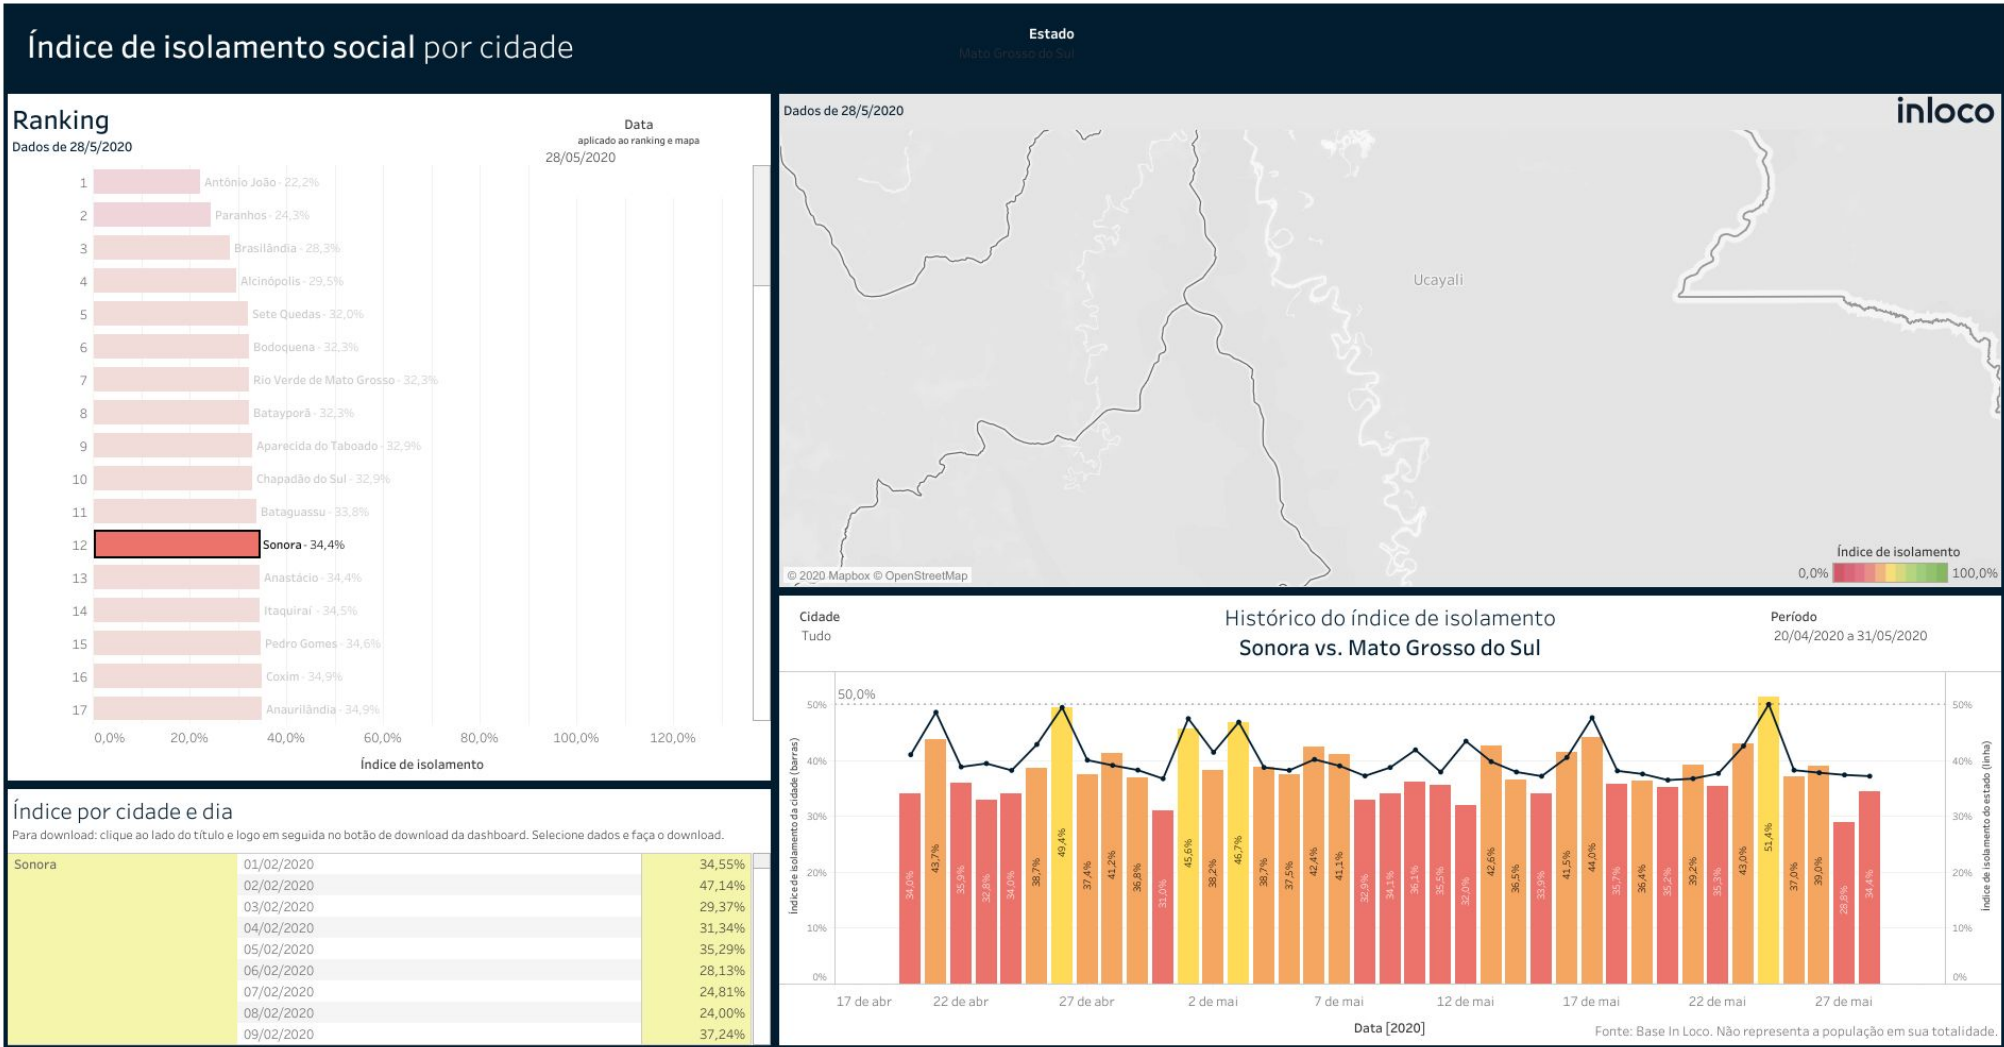 Índice de isolamento social por cidade
Estado
Mato Grosso do Sul
Ranking
Dados de 28/5/2020
Data
aplicado ao ranking e mapa
28/05/2020
1 Antônio João - 22,2%
2 Paranhos - 24,3%
3 Brasilândia - 28,3%
4 Alcinópolis - 29,5%
5 Sete Quedas - 32,0%
6 Bodoquena - 32,3%
7 Rio Verde de Mato Grosso - 32,3%
8 Batayporã - 32,3%
9 Aparecida do Taboado - 32,9%
10 Chapadão do Sul - 32,9%
11 Bataguassu - 33,8%
12 Sonora - 34,4%
13 Anastácio - 34,4%
14 Itaquiraí - 34,5%
15 Pedro Gomes - 34,6%
16 Coxim - 34,9%
17 Anaurilândia - 34,9%
0,0% 20,0% 40,0% 60,0% 80,0% 100,0% 120,0%
Índice de isolamento
Índice por cidade e dia
Para download: clique ao lado do título e logo em seguida no botão de download da dashboard. Selecione dados e faça o download.
Sonora 01/02/2020 34,55%
02/02/2020 47,14%
03/02/2020 29,37%
04/02/2020 31,34%
05/02/2020 35,29%
06/02/2020 28,13%
07/02/2020 24,81%
08/02/2020 24,00%
09/02/2020 37,24%
Dados de 28/5/2020
inloco
Ucayali
© 2020 Mapbox © OpenStreetMap
Índice de isolamento
0,0% 100,0%
Cidade
Tudo
Histórico do índice de isolamento
Sonora vs. Mato Grosso do Sul
Período
20/04/2020 a 31/05/2020
50,0%
Índice de isolamento da cidade (barras)
50%
40%
30%
20%
10%
0%
34,0% 43,7% 35,9% 32,8% 34,0% 38,7% 49,4% 37,4% 41,2% 36,8% 31,0% 45,6% 38,2% 46,7% 38,7% 37,5% 42,4% 41,1% 32,9% 34,1% 36,1% 35,5% 32,0% 42,6% 36,5% 33,9% 41,5% 44,0% 35,7% 36,4% 35,2% 39,2% 35,3% 43,0% 51,4% 37,0% 39,0% 28,8% 34,4%
50%
40%
30%
20%
10%
0%
Índice de isolamento do estado (linha)
17 de abr 22 de abr 27 de abr 2 de mai 7 de mai 12 de mai 17 de mai 22 de mai 27 de mai
Data [2020]
Fonte: Base In Loco. Não representa a população em sua totalidade.